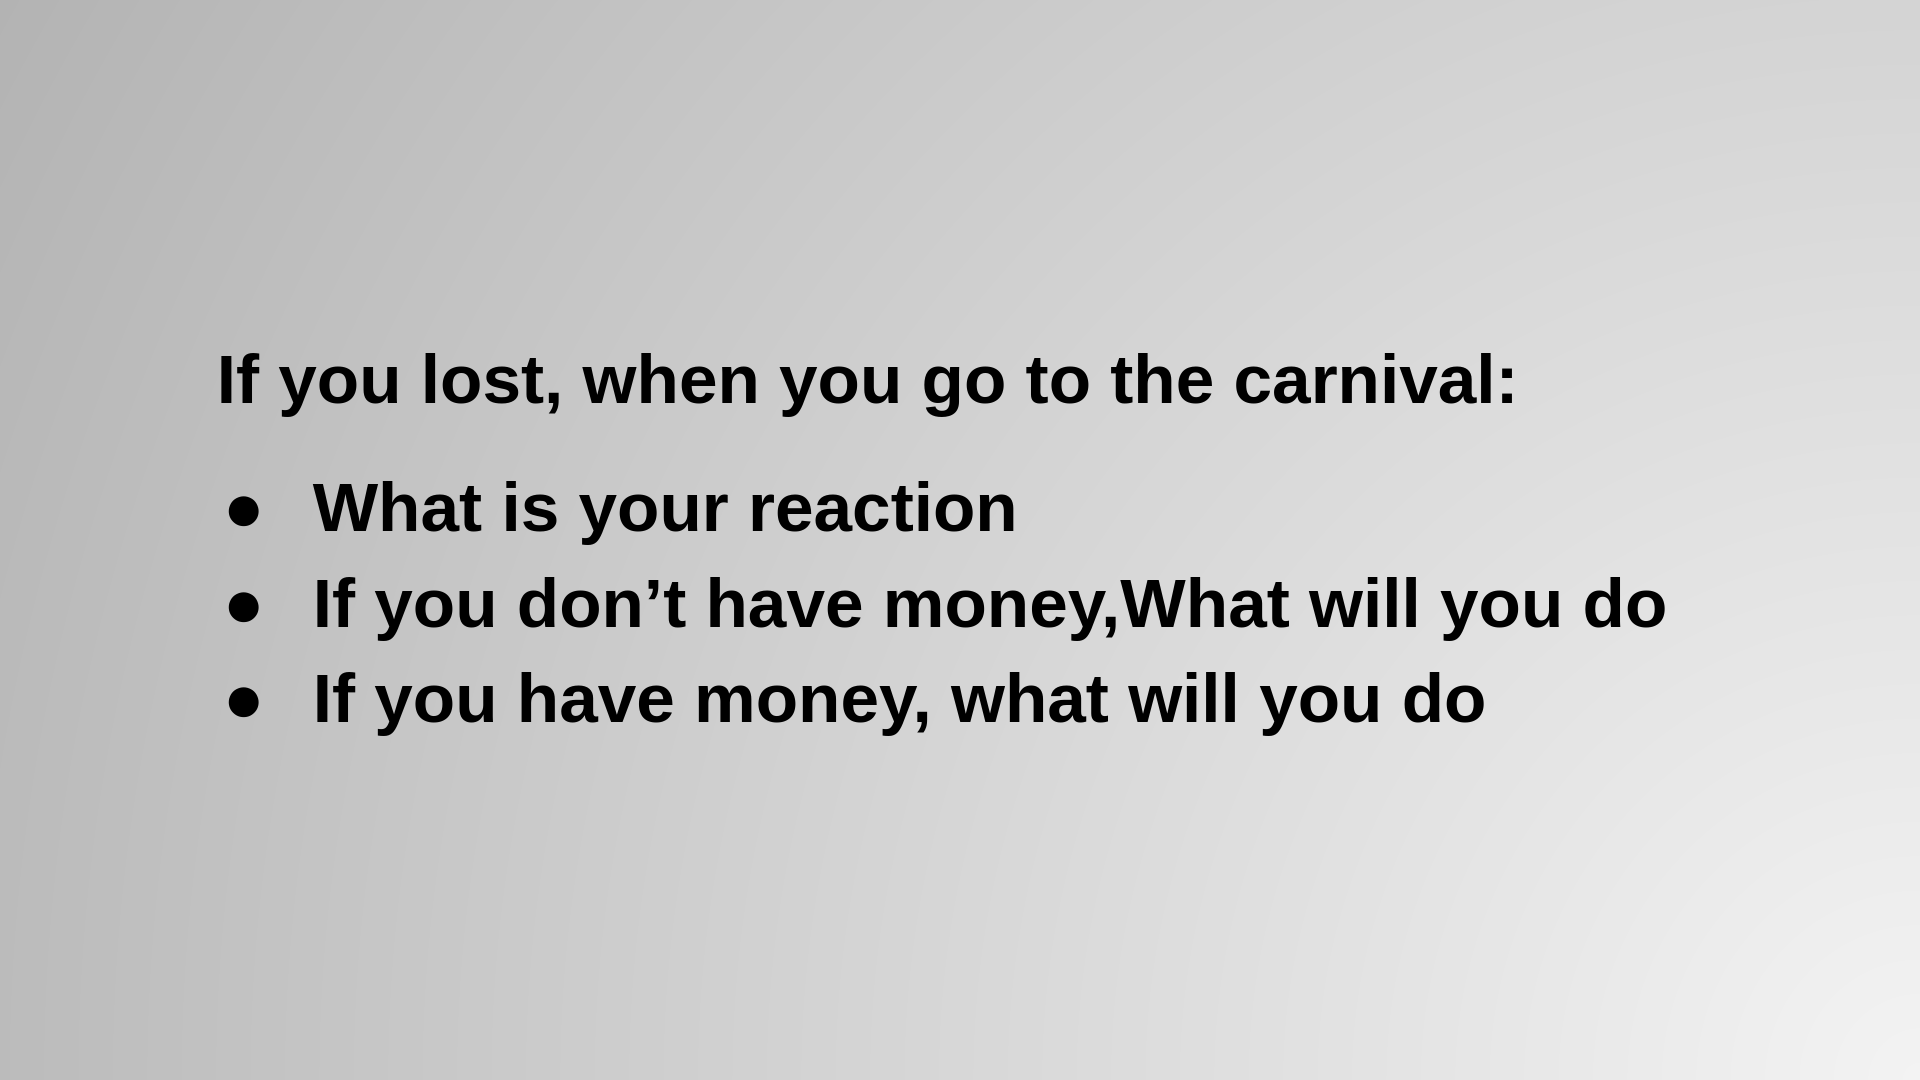 If you lost, when you go to the carnival:
● What is your reaction
● If you don’t have money,What will you do
● If you have money, what will you do